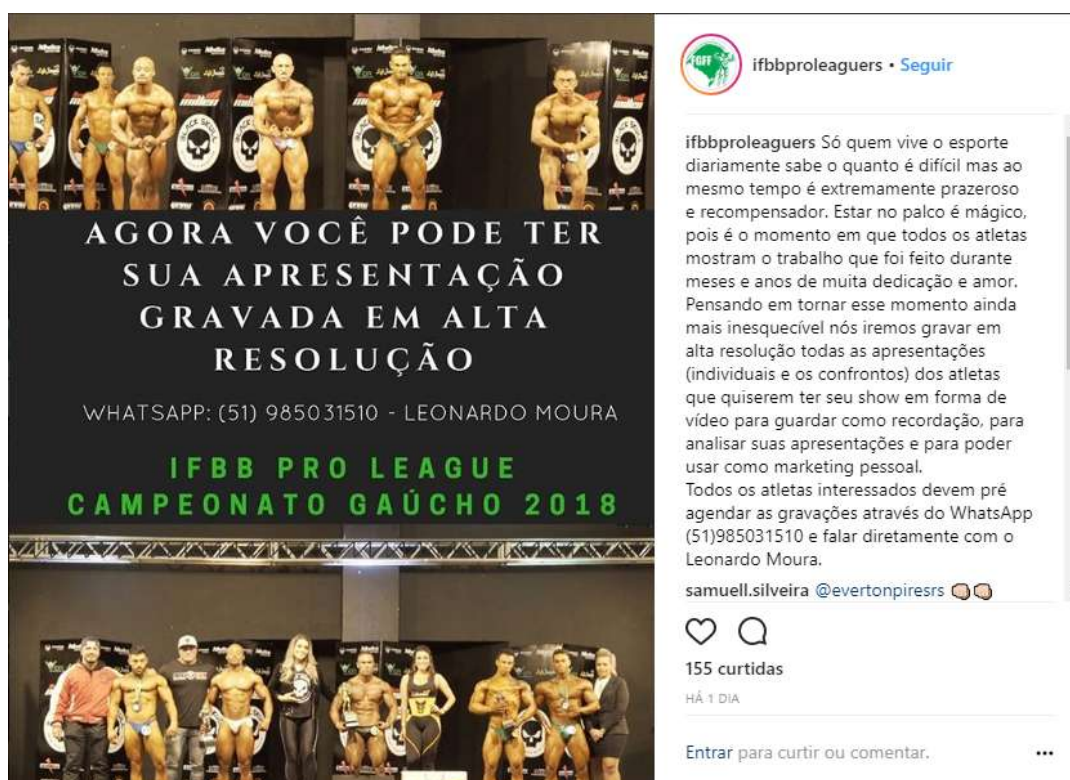 AGORA VOCÊ PODE TER
SUA APRESENTAÇÃO
GRAVADA EM ALTA
RESOLUÇÃO
WHATSAPP: (51) 985031510 - LEONARDO MOURA
IFBB PRO LEAGUE
CAMPEONATO GAÚCHO 2018
BLACK SKULL
FGFF
ifbbproleaguers • Seguir
ifbbproleaguers Só quem vive o esporte
diariamente sabe o quanto é difícil mas ao
mesmo tempo é extremamente prazeroso
e recompensador. Estar no palco é mágico,
pois é o momento em que todos os atletas
mostram o trabalho que foi feito durante
meses e anos de muita dedicação e amor.
Pensando em tornar esse momento ainda
mais inesquecível nós iremos gravar em
alta resolução todas as apresentações
(individuais e os confrontos) dos atletas
que quiserem ter seu show em forma de
vídeo para guardar como recordação, para
analisar suas apresentações e para poder
usar como marketing pessoal.
Todos os atletas interessados devem pré
agendar as gravações através do WhatsApp
(51)985031510 e falar diretamente com o
Leonardo Moura.
samuell.silveira @evertonpiresrs
155 curtidas
HÁ 1 DIA
Entrar para curtir ou comentar.